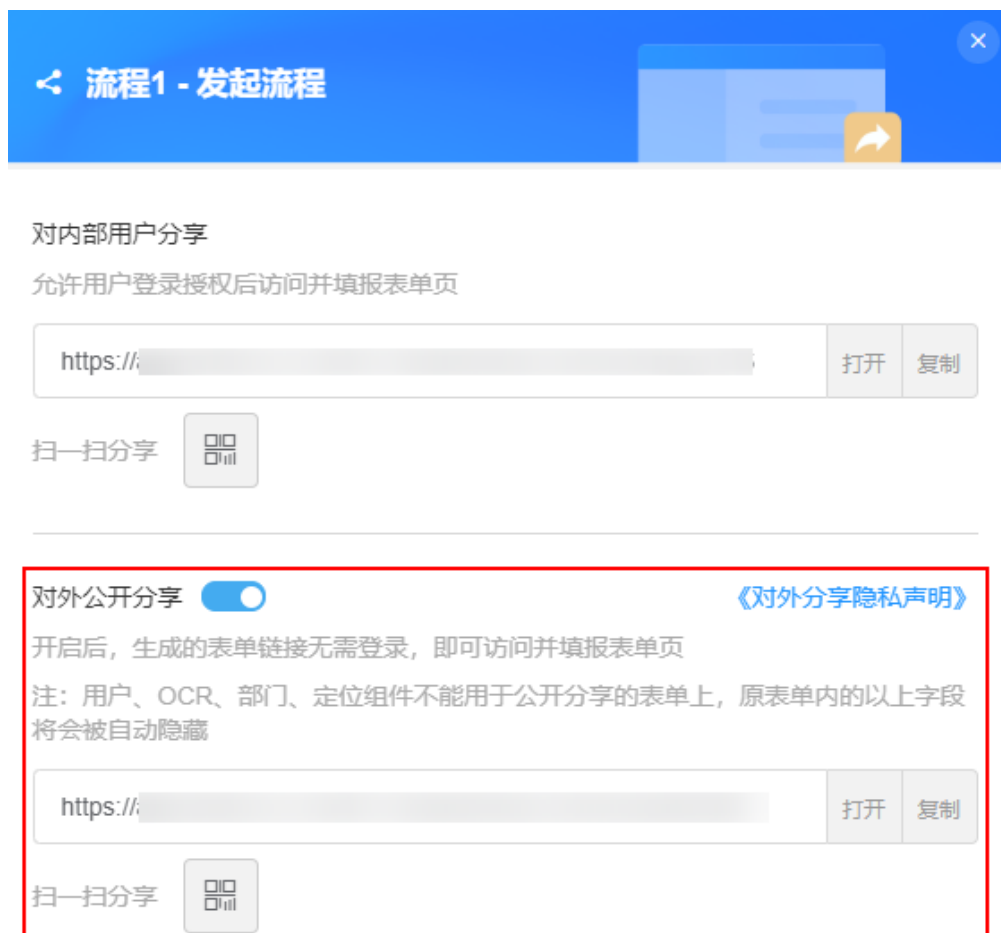 流程1 - 发起流程
对内部用户分享
允许用户登录授权后访问并填报表单页
https://
打开
复制
扫一扫分享
对外公开分享
《对外分享隐私声明》
开启后，生成的表单链接无需登录，即可访问并填报表单页
注：用户、OCR、部门、定位组件不能用于公开分享的表单上，原表单内的以上字段
将会被自动隐藏
https://
打开
复制
扫一扫分享